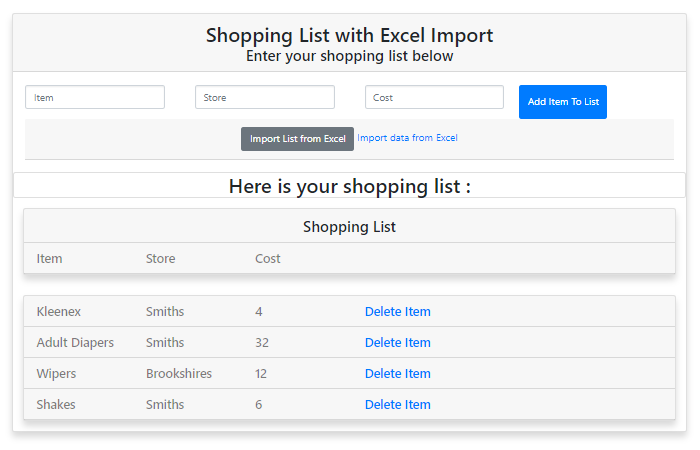 Shopping List with Excel Import
Enter your shopping list below
Item Store Cost Add Item To List
Import List from Excel Import data from Excel
Here is your shopping list :
Shopping List
Item Store Cost
Kleenex Smiths 4 Delete Item
Adult Diapers Smiths 32 Delete Item
Wipers Brookshires 12 Delete Item
Shakes Smiths 6 Delete Item